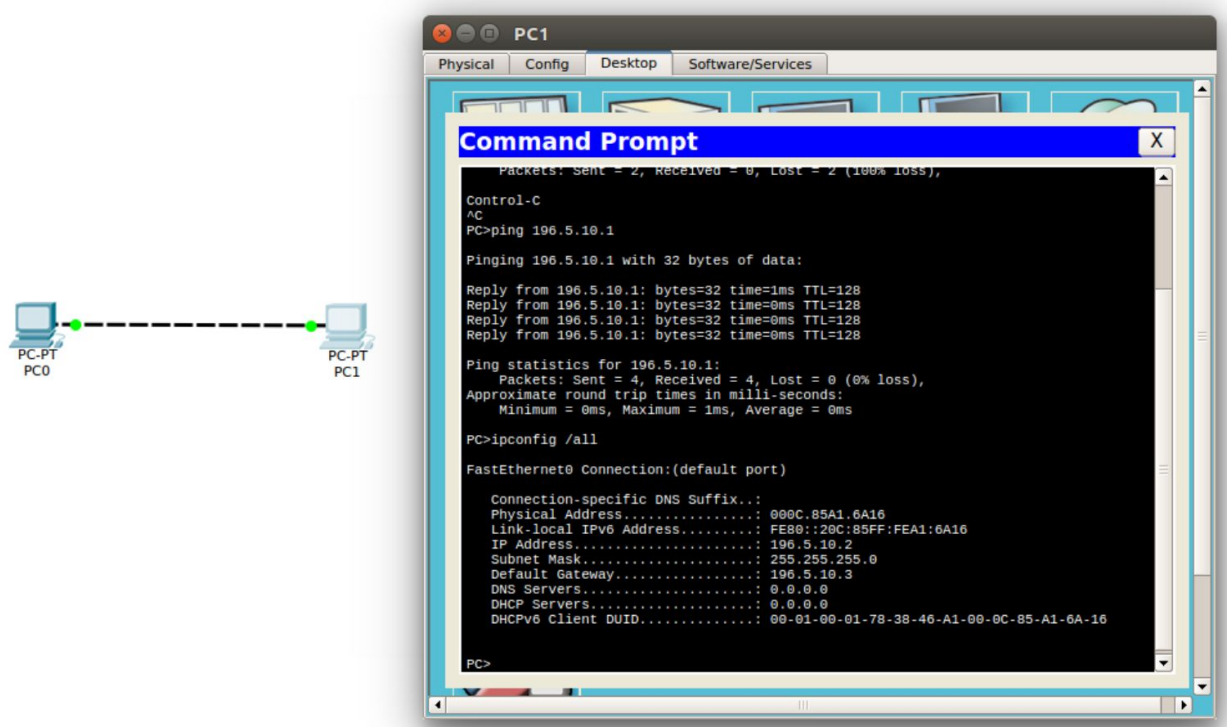 PC1
Physical Config Desktop Software/Services
Command Prompt
X
Packets: Sent = 2, Received = 0, Lost = 2 (100% loss),
Control-C
^C
PC>ping 196.5.10.1
Pinging 196.5.10.1 with 32 bytes of data:
Reply from 196.5.10.1: bytes=32 time=1ms TTL=128
Reply from 196.5.10.1: bytes=32 time=0ms TTL=128
Reply from 196.5.10.1: bytes=32 time=0ms TTL=128
Reply from 196.5.10.1: bytes=32 time=0ms TTL=128
Ping statistics for 196.5.10.1:
Packets: Sent = 4, Received = 4, Lost = 0 (0% loss),
Approximate round trip times in milli-seconds:
Minimum = 0ms, Maximum = 1ms, Average = 0ms
PC>ipconfig /all
FastEthernet0 Connection:(default port)
Connection-specific DNS Suffix..:
Physical Address................: 000C.85A1.6A16
Link-local IPv6 Address.........: FE80::20C:85FF:FEA1:6A16
IP Address......................: 196.5.10.2
Subnet Mask.....................: 255.255.255.0
Default Gateway.................: 196.5.10.3
DNS Servers.....................: 0.0.0.0
DHCP Servers....................: 0.0.0.0
DHCPv6 Client DUID..............: 00-01-00-01-78-38-46-A1-00-0C-85-A1-6A-16
PC>
PC-PT
PC0
PC-PT
PC1